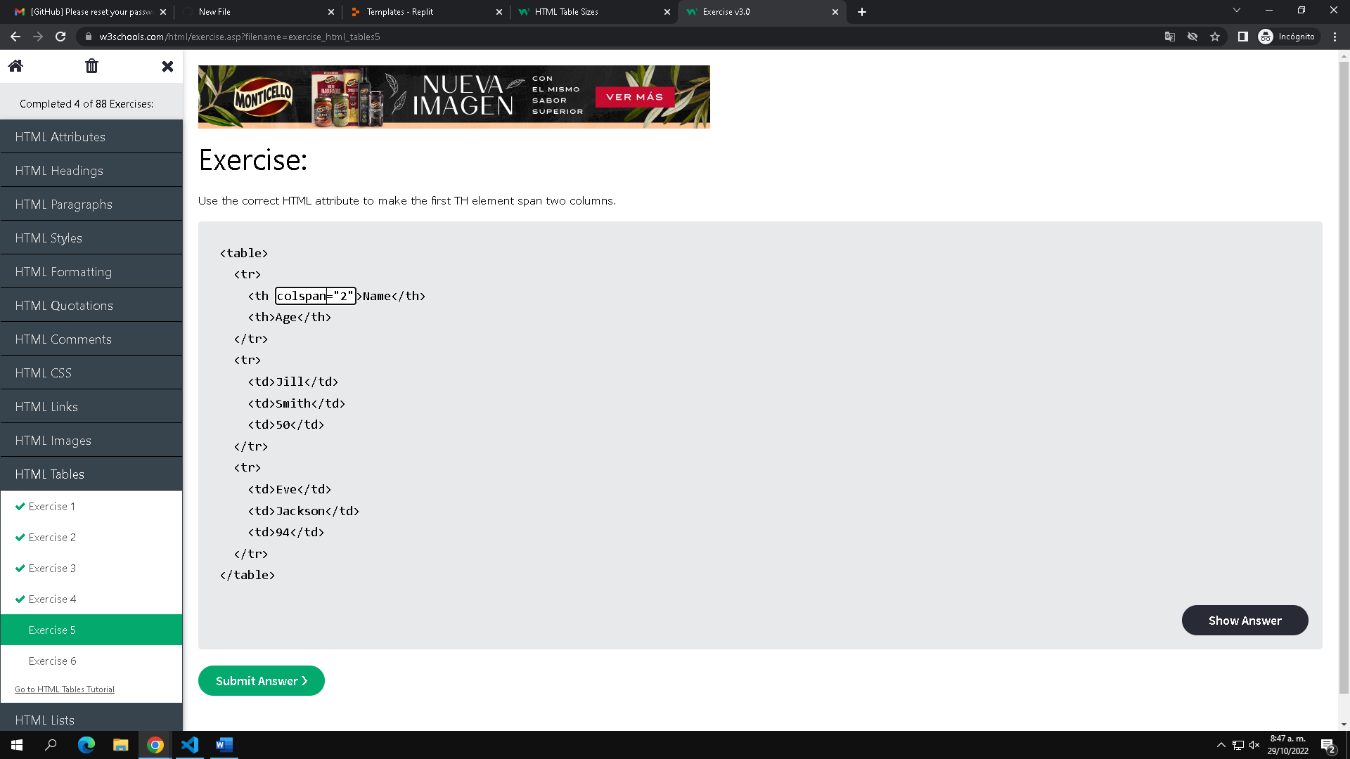 [GitHub] Please reset your passw
New File
Templates - Replit
HTML Table Sizes
Exercise v3.0
w3schools.com/html/exercise.asp?filename=exercise_html_tables5
Incógnito
Completed 4 of 88 Exercises:
HTML Attributes
HTML Headings
HTML Paragraphs
HTML Styles
HTML Formatting
HTML Quotations
HTML Comments
HTML CSS
HTML Links
HTML Images
HTML Tables
Exercise 1
Exercise 2
Exercise 3
Exercise 4
Exercise 5
Exercise 6
Go to HTML Tables Tutorial
HTML Lists
MONTICELLO
NUEVA
IMAGEN
CON
EL MISMO
SABOR
SUPERIOR
VER MÁS
Exercise:
Use the correct HTML attribute to make the first TH element span two columns.
<table>
<tr>
<th colspan="2">Name</th>
<th>Age</th>
</tr>
<tr>
<td>Jill</td>
<td>Smith</td>
<td>50</td>
</tr>
<tr>
<td>Eve</td>
<td>Jackson</td>
<td>94</td>
</tr>
</table>
Show Answer
Submit Answer ❯
8:47 a. m.
29/10/2022
2